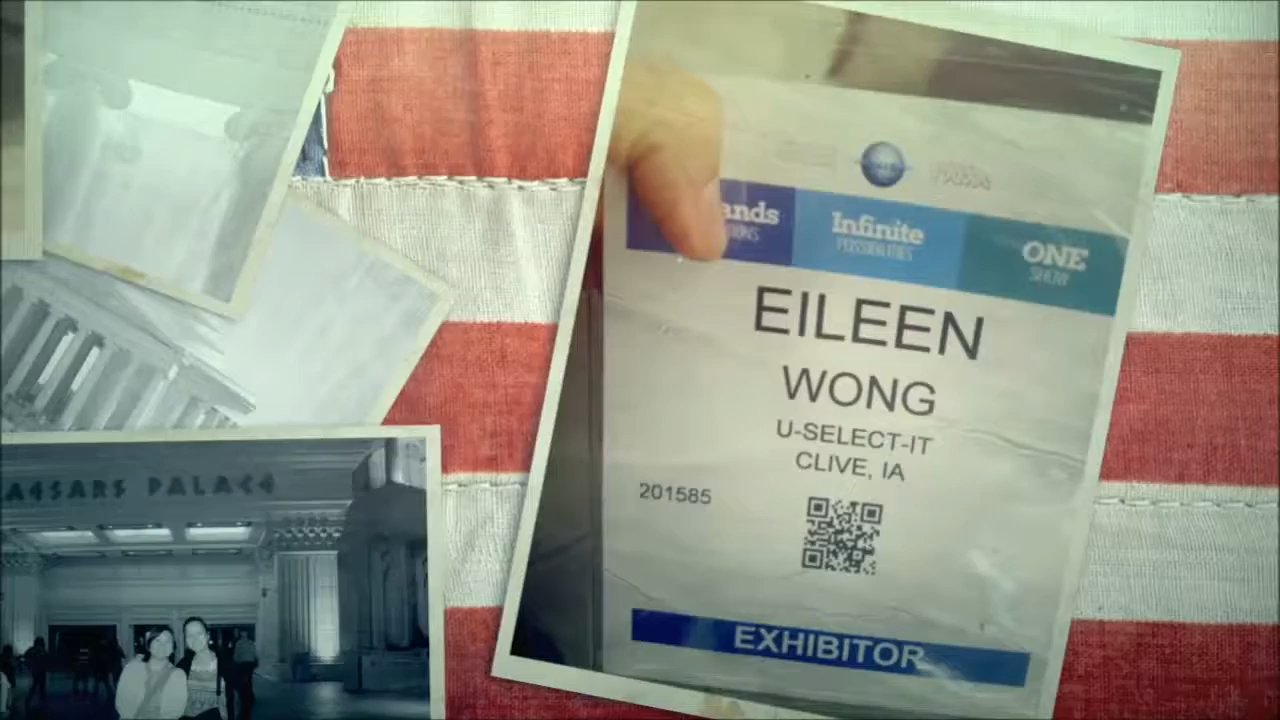 ands
Infinite
POSSIBILITIES
ONE
SHOW
EILEEN
WONG
U-SELECT-IT
CLIVE, IA
201585
EXHIBITOR
CAESARS PALACE